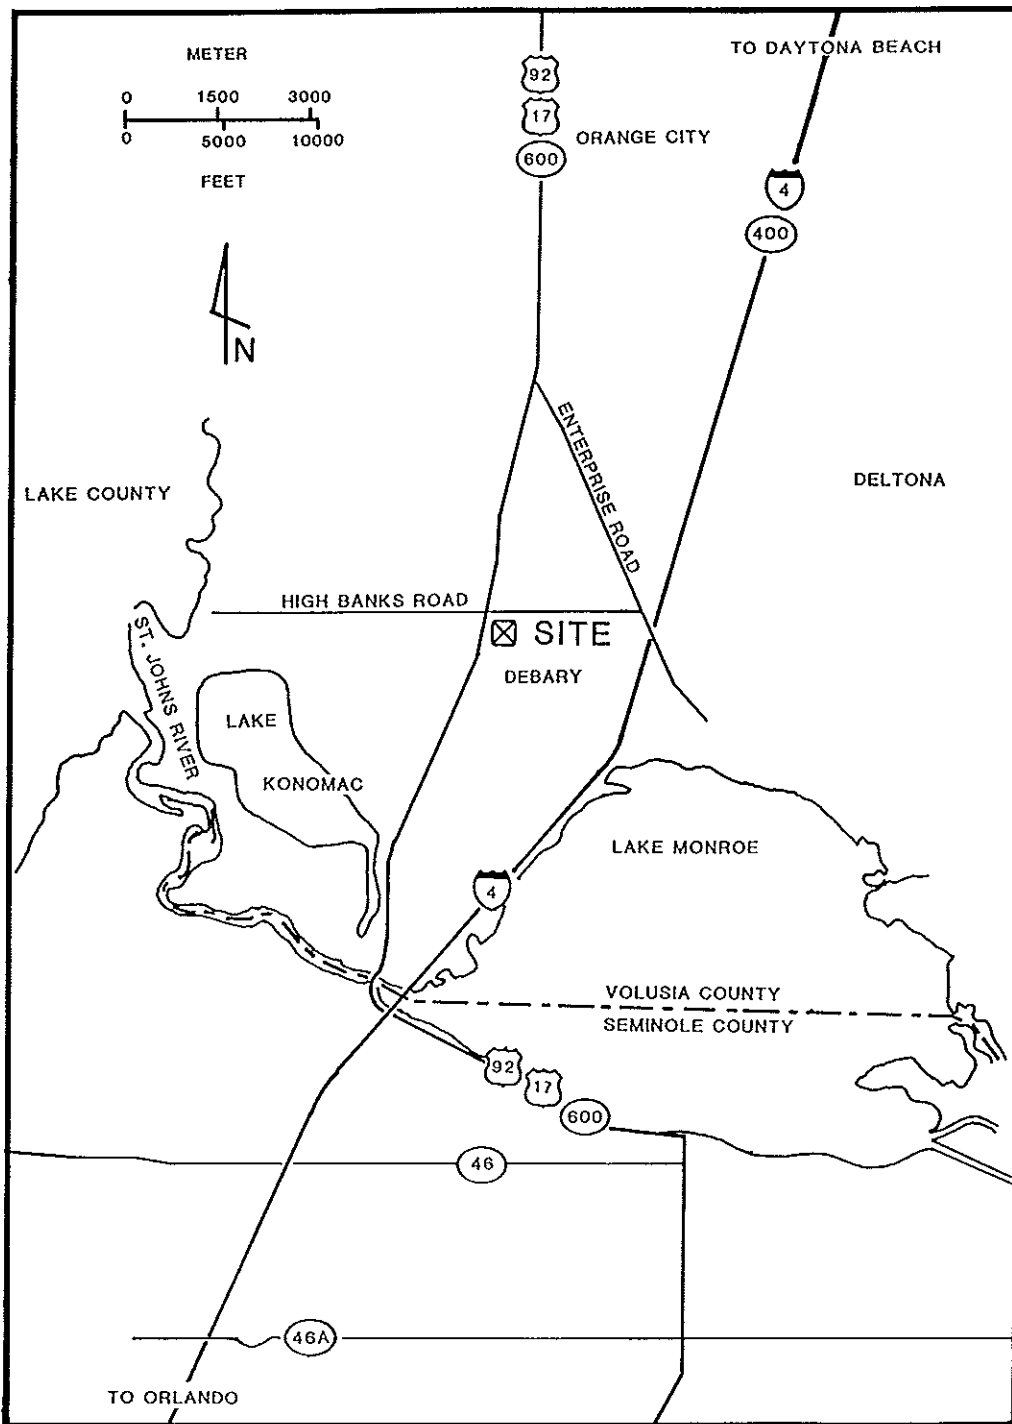 METER
0 1500 3000
0 5000 10000
FEET
N
92
17
600
ORANGE CITY
TO DAYTONA BEACH
4
400
ENTERPRISE ROAD
LAKE COUNTY
DELTONA
HIGH BANKS ROAD
SITE
DEBARY
ST. JOHNS RIVER
LAKE
KONOMAC
LAKE MONROE
4
VOLUSIA COUNTY
SEMINOLE COUNTY
92
17
600
46
46A
TO ORLANDO